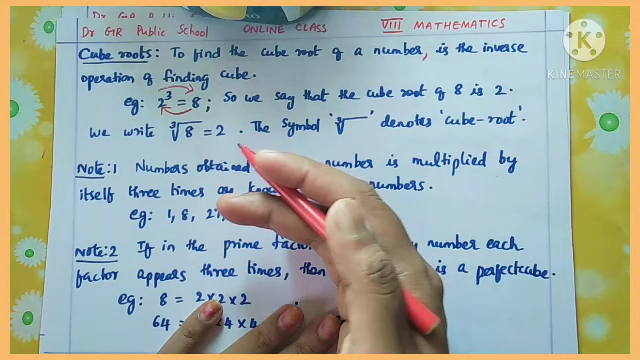 Dr GR Public School ONLINE CLASS VIII MATHEMATICS
KINEMASTER
Cube roots: To find the cube root of a number, is the inverse
operation of finding cube.
eg: 2³ = 8; So we say that the cube root of 8 is 2.
We write ∛8 = 2. The Symbol '∛' denotes 'cube-root'.
Note:1 Numbers obtained number is multiplied by
itself three times are numbers.
eg: 1, 8,
Note:2 If in the prime number each
factor appears three times, is a perfect cube.
eg: 8 = 2×2×2
64 = 4×4